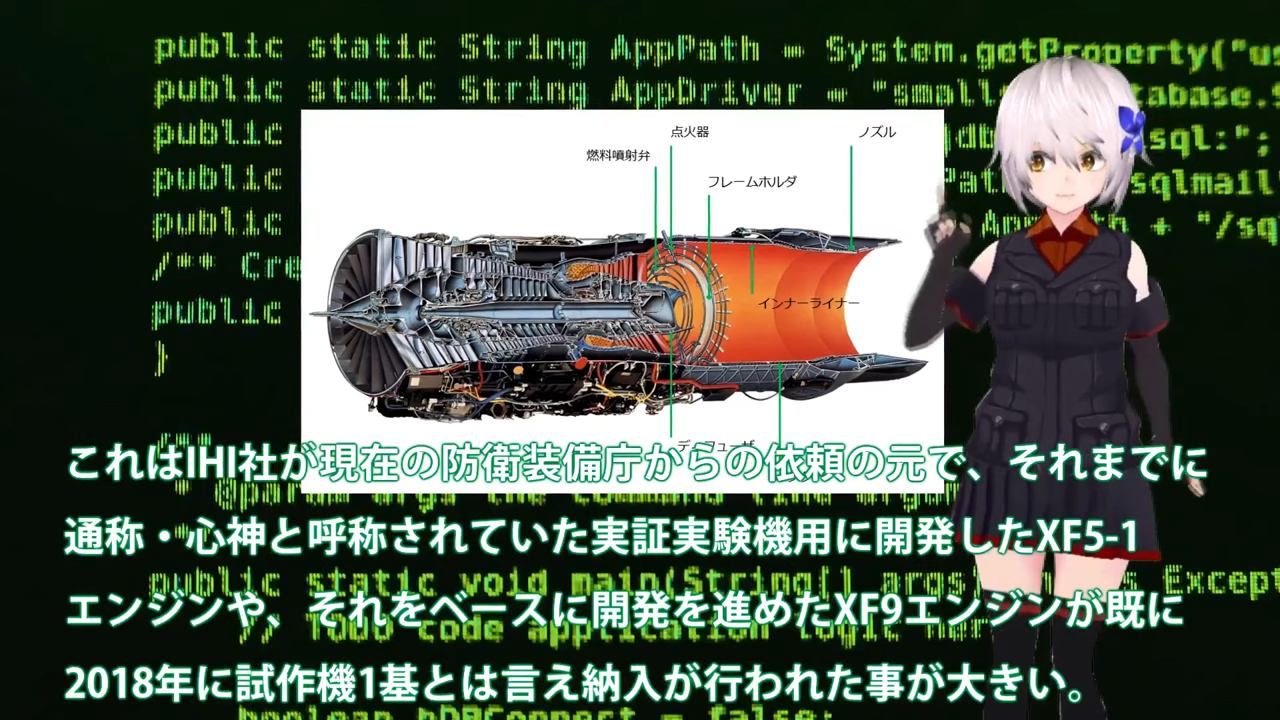 public static String AppPath = System.getProperty("us
public static String AppDriver =
public
public
public
/** Cre
public
}
点火器
ノズル
燃料噴射弁
フレームホルダ
インナーライナー
これはIHI社が現在の防衛装備庁からの依頼の元で、それまでに
通称・心神と呼称されていた実証実験機用に開発したXF5-1
エンジンや、それをベースに開発を進めたXF9エンジンが既に
2018年に試作機1基とは言え納入が行われた事が大きい。
public static void main(String[] args)